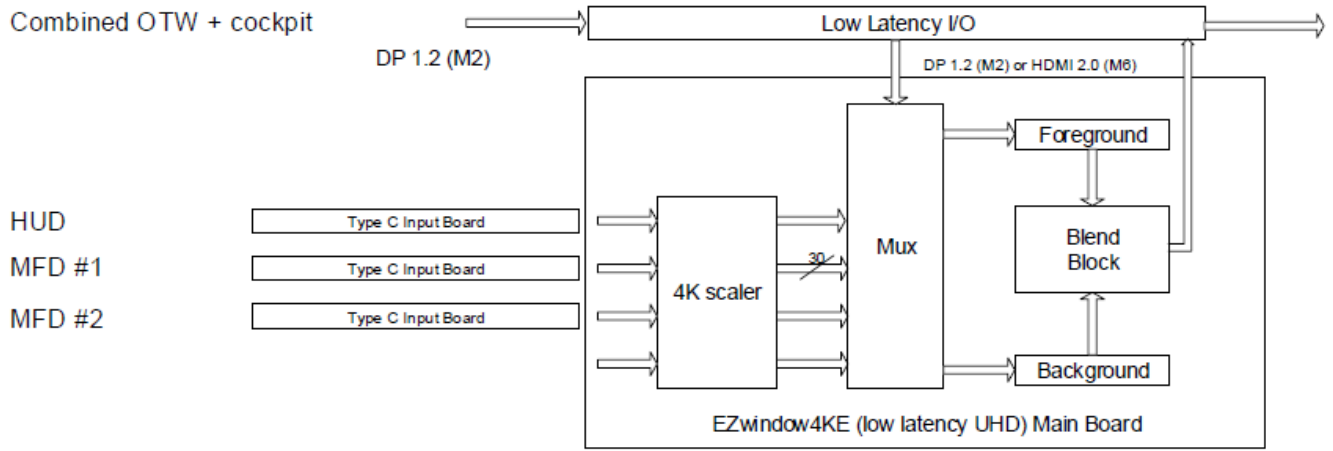 Combined OTW + cockpit
Low Latency I/O
DP 1.2 (M2)
DP 1.2 (M2) or HDMI 2.0 (M6)
Foreground
HUD
Type C Input Board
MFD #1
Type C Input Board
MFD #2
Type C Input Board
4K scaler
30
Mux
Blend
Block
Background
EZwindow4KE (low latency UHD) Main Board